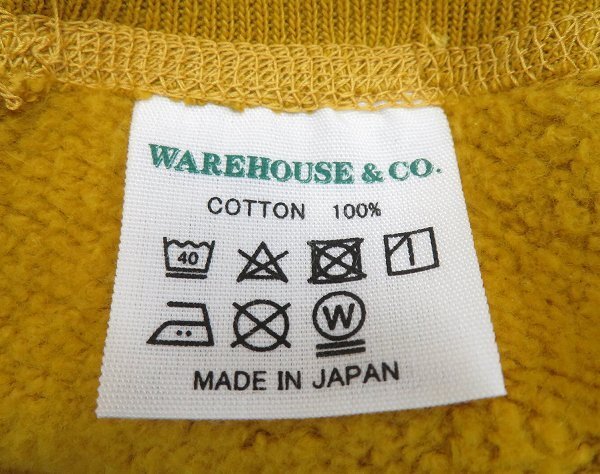 WAREHOUSE & CO.
COTTON 100%
40
W
MADE IN JAPAN